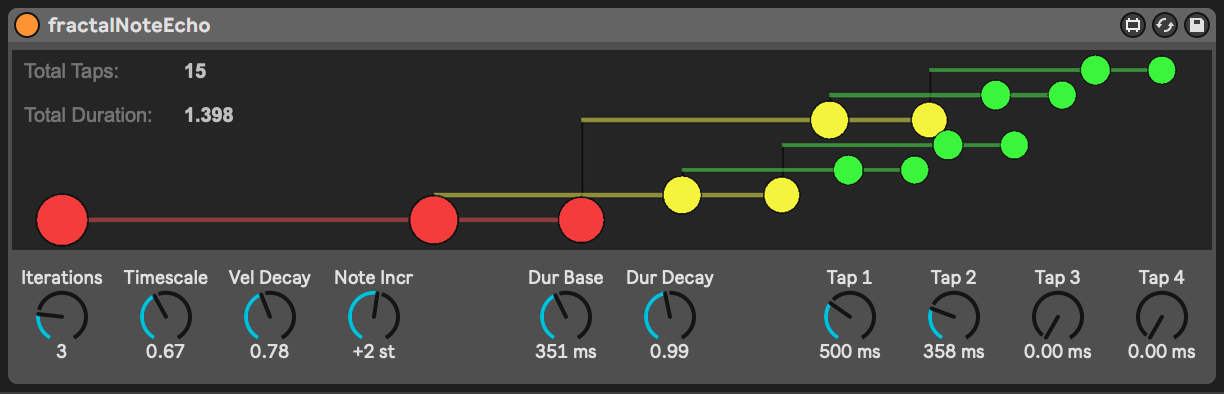 fractalNoteEcho
Total Taps: 15
Total Duration: 1.398
Iterations Timescale Vel Decay Note Incr Dur Base Dur Decay Tap 1 Tap 2 Tap 3 Tap 4
3 0.67 0.78 +2 st 351 ms 0.99 500 ms 358 ms 0.00 ms 0.00 ms